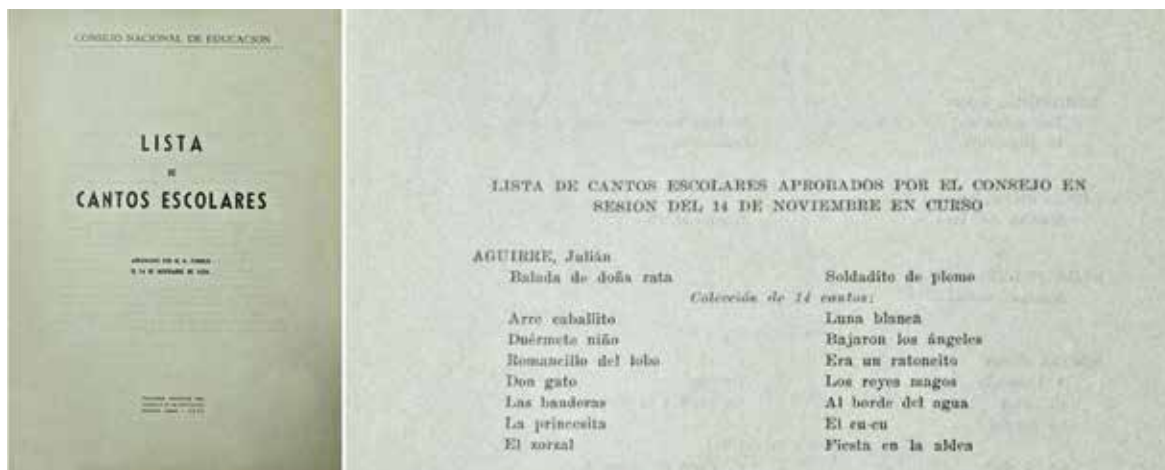 CONSEJO NACIONAL DE EDUCACION
LISTA
DE
CANTOS ESCOLARES
LISTA DE CANTOS ESCOLARES APROBADOS POR EL CONSEJO EN
SESION DEL 14 DE NOVIEMBRE EN CURSO
AGUIRRE, Julián
Balada de doña rata Soldadito de plomo
Colección de 14 cantos:
Arre caballito Luna blanca
Duérmete niño Bajaron los ángeles
Romancillo del lobo Era un ratoncito
Don gato Los reyes magos
Las banderas Al borde del agua
La princesita El cu-cu
El zorzal Fiesta en la aldea